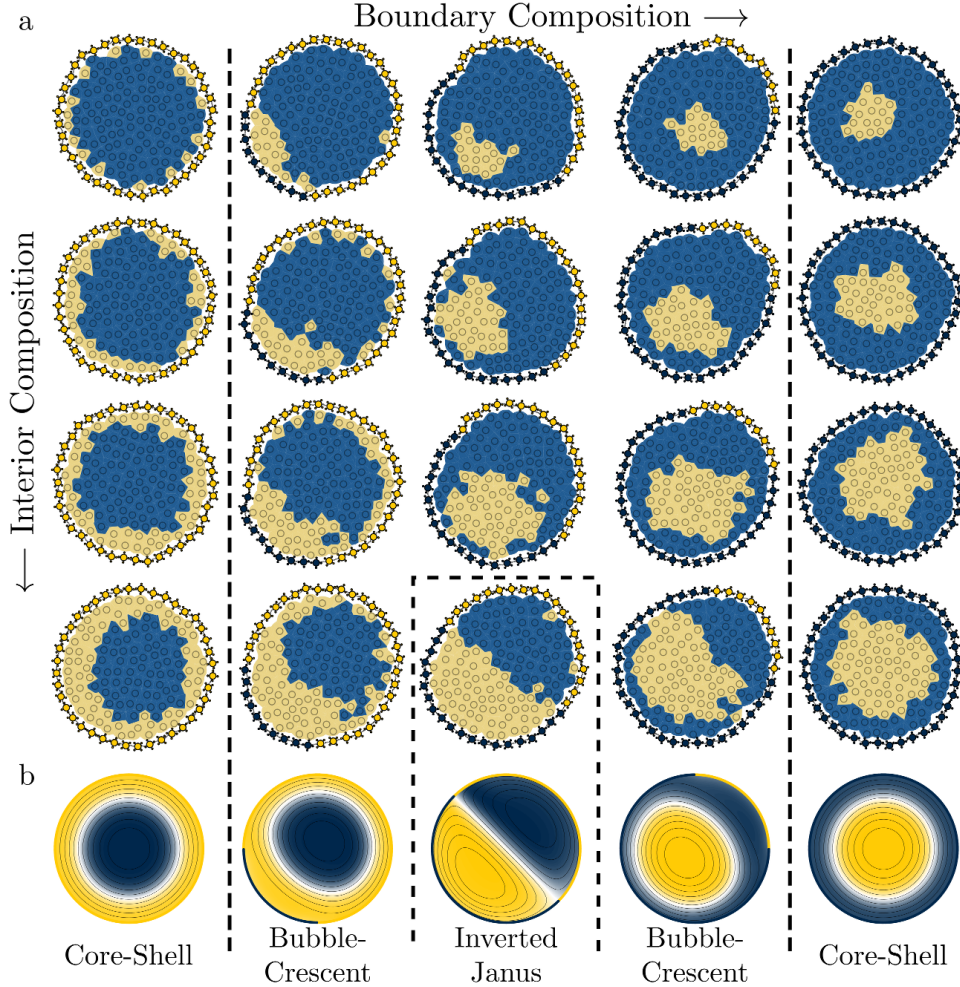 Boundary Composition →
a
← Interior Composition
b
Core-Shell
Bubble-
Crescent
Inverted
Janus
Bubble-
Crescent
Core-Shell